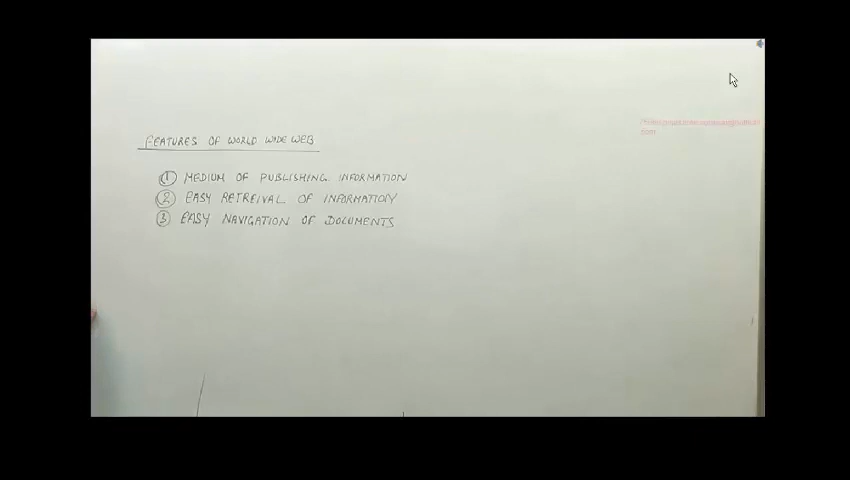 FEATURES OF WORLD WIDE WEB
1 MEDIUM OF PUBLISHING INFORMATION
2 EASY RETREIVAL OF INFORMATION
3 EASY NAVIGATION OF DOCUMENTS
com